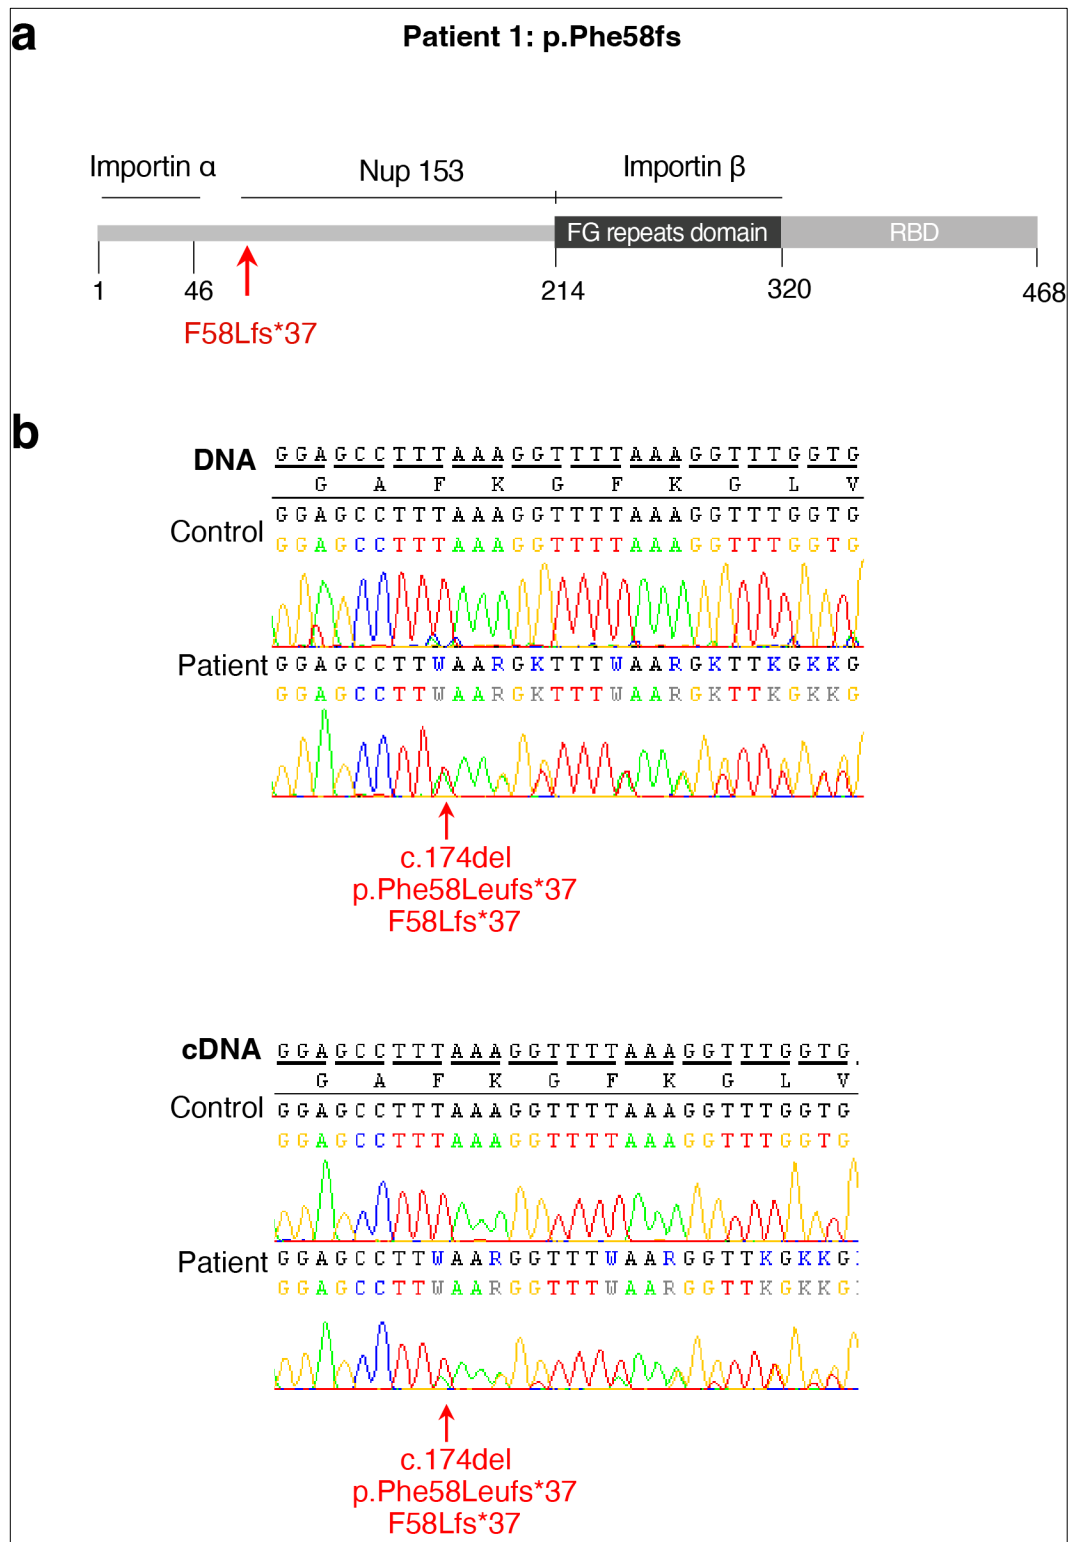 a
Patient 1: p.Phe58fs
Importin α
Nup 153
Importin β
FG repeats domain
RBD
1
46
214
320
468
F58Lfs*37
b
DNA
GGAGCCTTTAAAGGTTTTAAAGGTTTGGTG
G A F K G F K G L V
Control
GGAGCCTTTAAAGGTTTTAAAGGTTTGGTG
GGAGCCTTTAAAGGTTTTAAAGGTTTGGTG
Patient
GGAGCCTTWAARGKTTTWAARGKTTKGKKG
GGAGCCTTWAARGKTTTWAARGKTTKGKKG
c.174del
p.Phe58Leufs*37
F58Lfs*37
cDNA
GGAGCCTTTAAAGGTTTTAAAGGTTTGGTG
G A F K G F K G L V
Control
GGAGCCTTTAAAGGTTTTAAAGGTTTGGTG
GGAGCCTTTAAAGGTTTTAAAGGTTTGGTG
Patient
GGAGCCTTWAARGGTTTWAARGGTTKGKKG
GGAGCCTTWAARGGTTTWAARGGTTKGKKG
c.174del
p.Phe58Leufs*37
F58Lfs*37